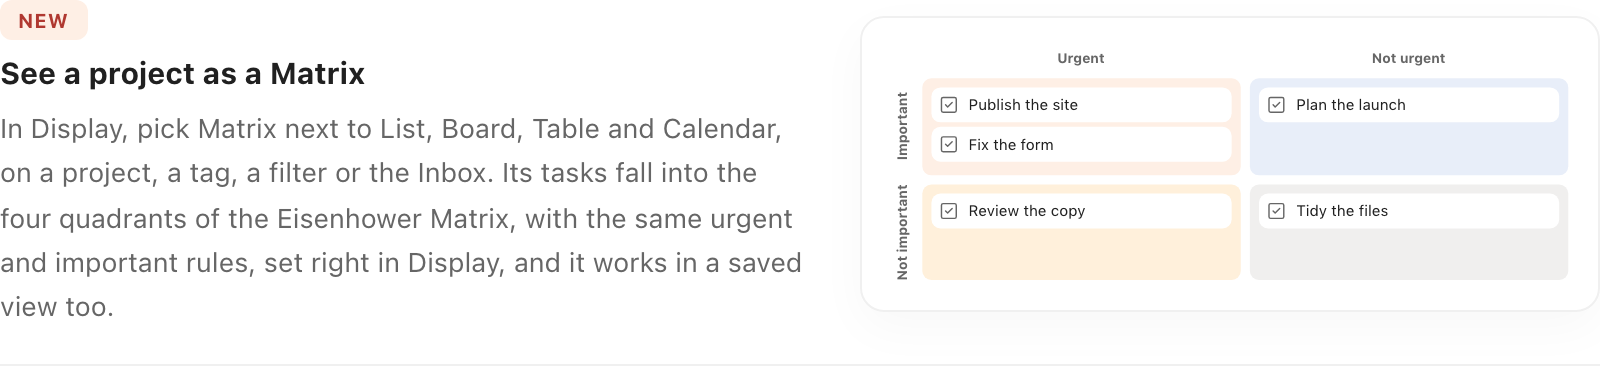 NEW
See a project as a Matrix
In Display, pick Matrix next to List, Board, Table and Calendar,
on a project, a tag, a filter or the Inbox. Its tasks fall into the
four quadrants of the Eisenhower Matrix, with the same urgent
and important rules, set right in Display, and it works in a saved
view too.
Urgent
Not urgent
Important
Publish the site
Fix the form
Plan the launch
Not important
Review the copy
Tidy the files